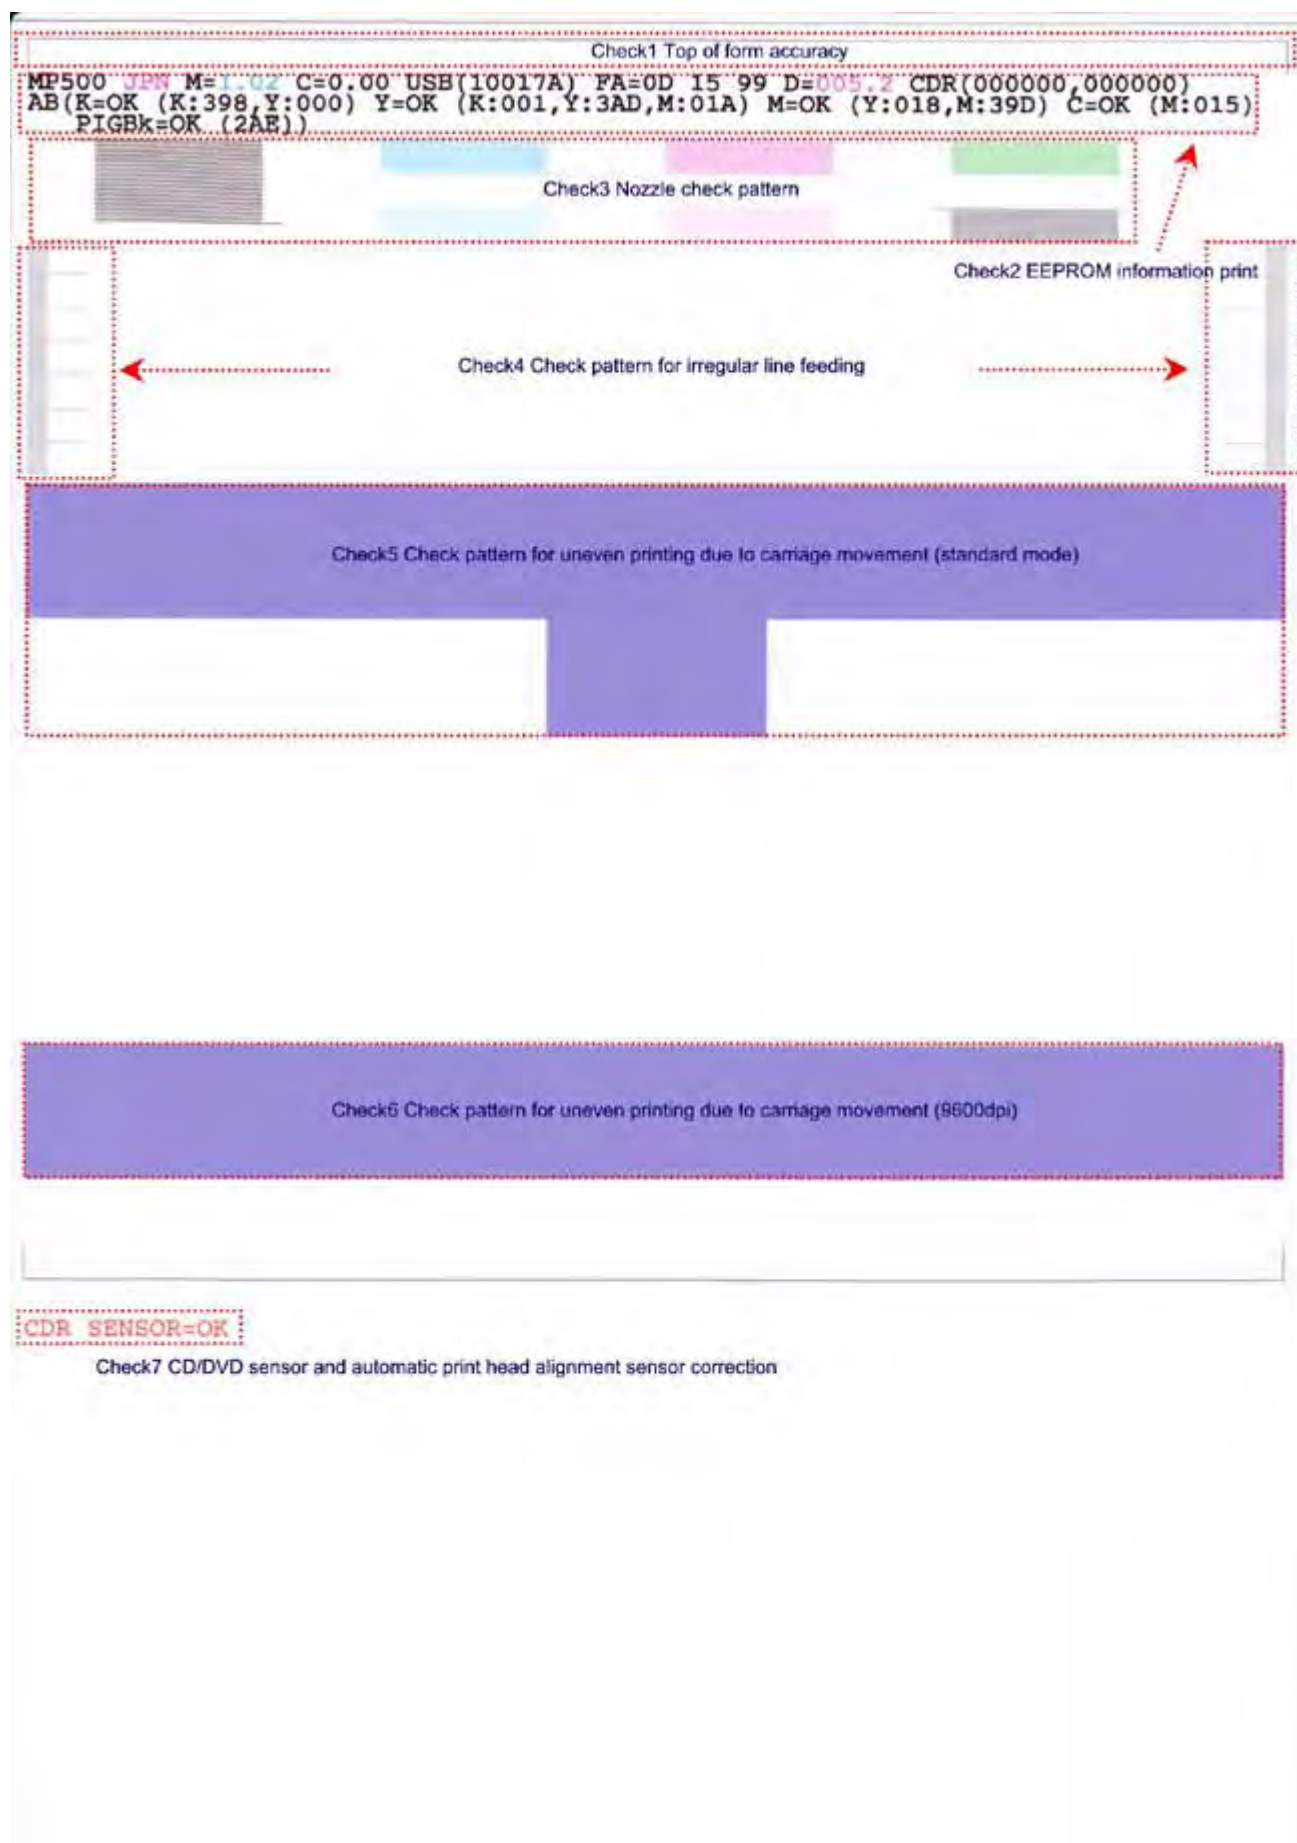 Check1 Top of form accuracy
MP500 JPN M=1.02 C=0.00 USB(10017A) FA=0D 15 99 D=005.2 CDR(000000,000000)
AB(K=OK (K:398,Y:000) Y=OK (K:001,Y:3AD,M:01A) M=OK (Y:018,M:39D) C=OK (M:015)
PIGBk=OK (2AE))
Check3 Nozzle check pattern
Check2 EEPROM information print
Check4 Check pattern for irregular line feeding
Check5 Check pattern for uneven printing due to carriage movement (standard mode)
Check6 Check pattern for uneven printing due to carriage movement (9600dpi)
CDR SENSOR=OK
Check7 CD/DVD sensor and automatic print head alignment sensor correction